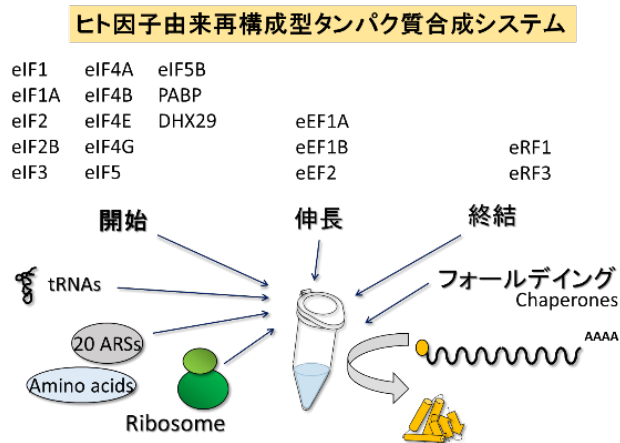 ヒト因子由来再構成型タンパク質合成システム
eIF1 eIF4A eIF5B
eIF1A eIF4B PABP
eIF2 eIF4E DHX29 eEF1A
eIF2B eIF4G eEF1B eRF1
eIF3 eIF5 eEF2 eRF3
開始 伸長 終結
tRNAs
フォールデイング
Chaperones
20 ARSs
AAAA
Amino acids
Ribosome